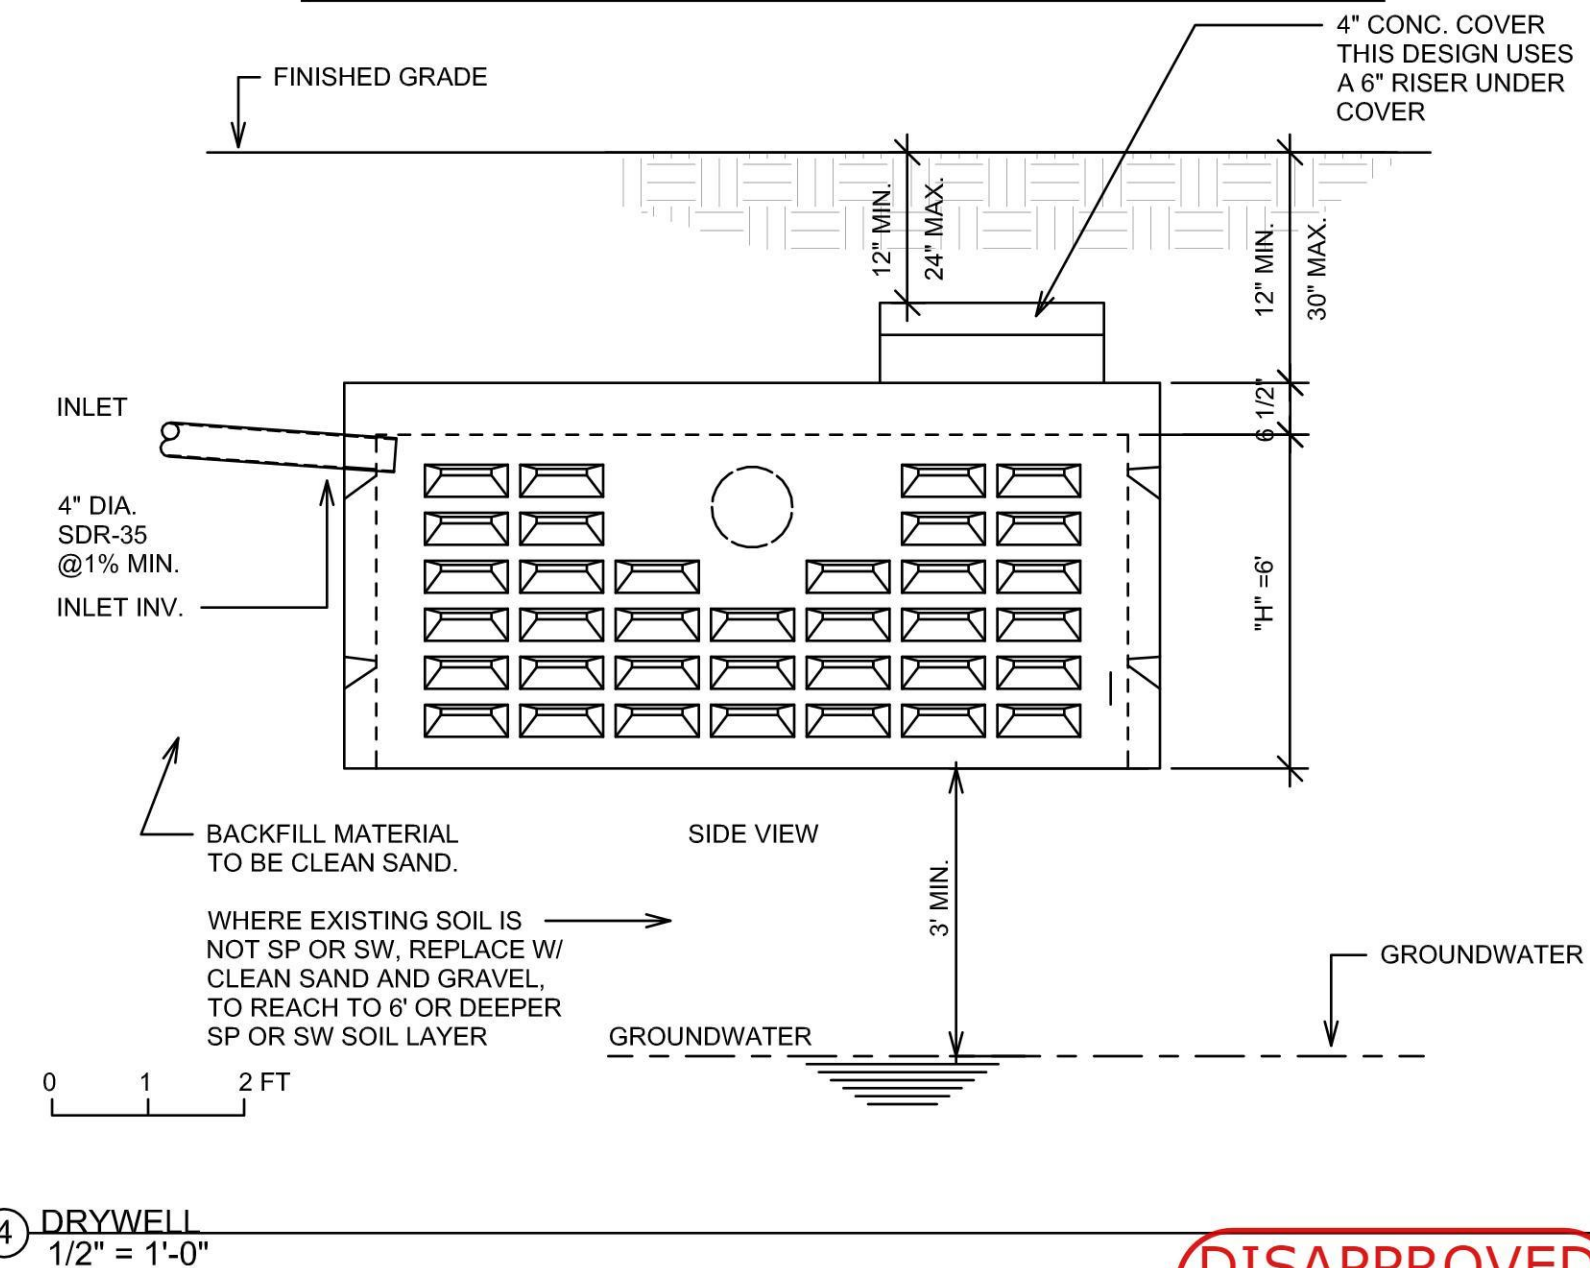 4" CONC. COVER
THIS DESIGN USES
A 6" RISER UNDER
COVER
FINISHED GRADE
12" MIN.
24" MAX.
12" MIN.
30" MAX.
6 1/2"
"H" =6'
INLET
4" DIA.
SDR-35
@1% MIN.
INLET INV.
BACKFILL MATERIAL
TO BE CLEAN SAND.
SIDE VIEW
3' MIN.
WHERE EXISTING SOIL IS
NOT SP OR SW, REPLACE W/
CLEAN SAND AND GRAVEL,
TO REACH TO 6' OR DEEPER
SP OR SW SOIL LAYER
GROUNDWATER
GROUNDWATER
0 1 2 FT
4 DRYWELL
1/2" = 1'-0"
DISAPPROVED